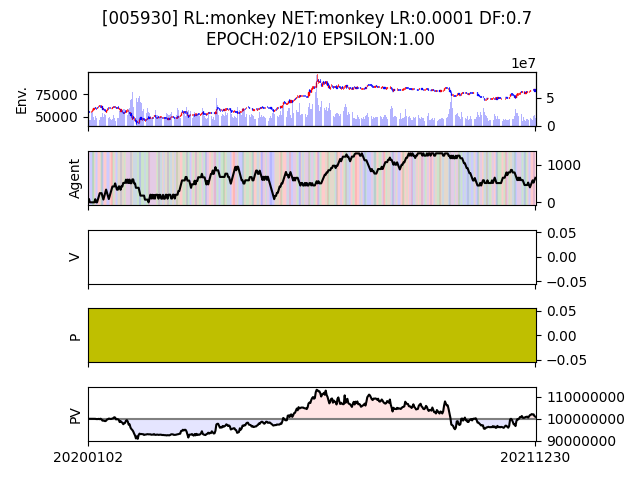 [005930] RL:monkey NET:monkey LR:0.0001 DF:0.7
EPOCH:02/10 EPSILON:1.00
1e7
Env.
75000
50000
5
0
Agent
1000
0
V
0.05
0.00
−0.05
P
0.05
0.00
−0.05
PV
110000000
100000000
90000000
20200102
20211230